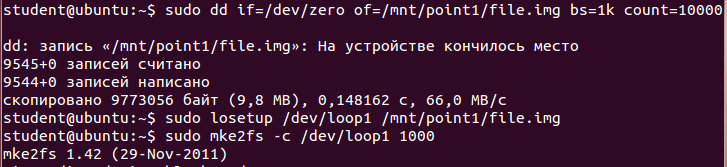 student@ubuntu:~$ sudo dd if=/dev/zero of=/mnt/point1/file.img bs=1k count=10000
dd: запись «/mnt/point1/file.img»: На устройстве кончилось место
9545+0 записей считано
9544+0 записей написано
скопировано 9773056 байт (9,8 MB), 0,148162 c, 66,0 MB/c
student@ubuntu:~$ sudo losetup /dev/loop1 /mnt/point1/file.img
student@ubuntu:~$ sudo mke2fs -c /dev/loop1 1000
mke2fs 1.42 (29-Nov-2011)